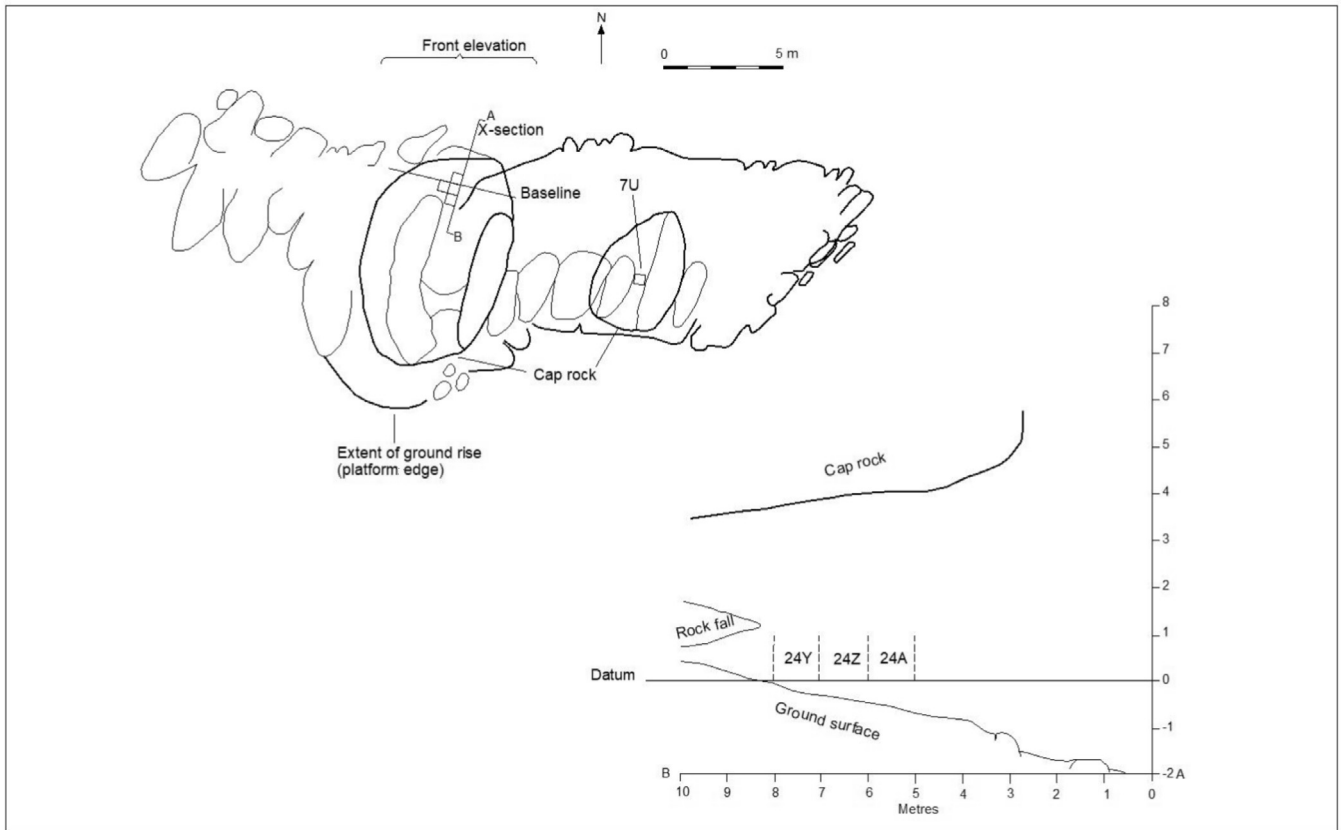 N
Front elevation
0 5 m
A
X-section
Baseline
7U
B
Cap rock
Extent of ground rise
(platform edge)
8
7
6
5
4
3
2
1
0
-1
-2 A
Cap rock
Rock fall
24Y 24Z 24A
Datum
Ground surface
B
10 9 8 7 6 5 4 3 2 1 0
Metres